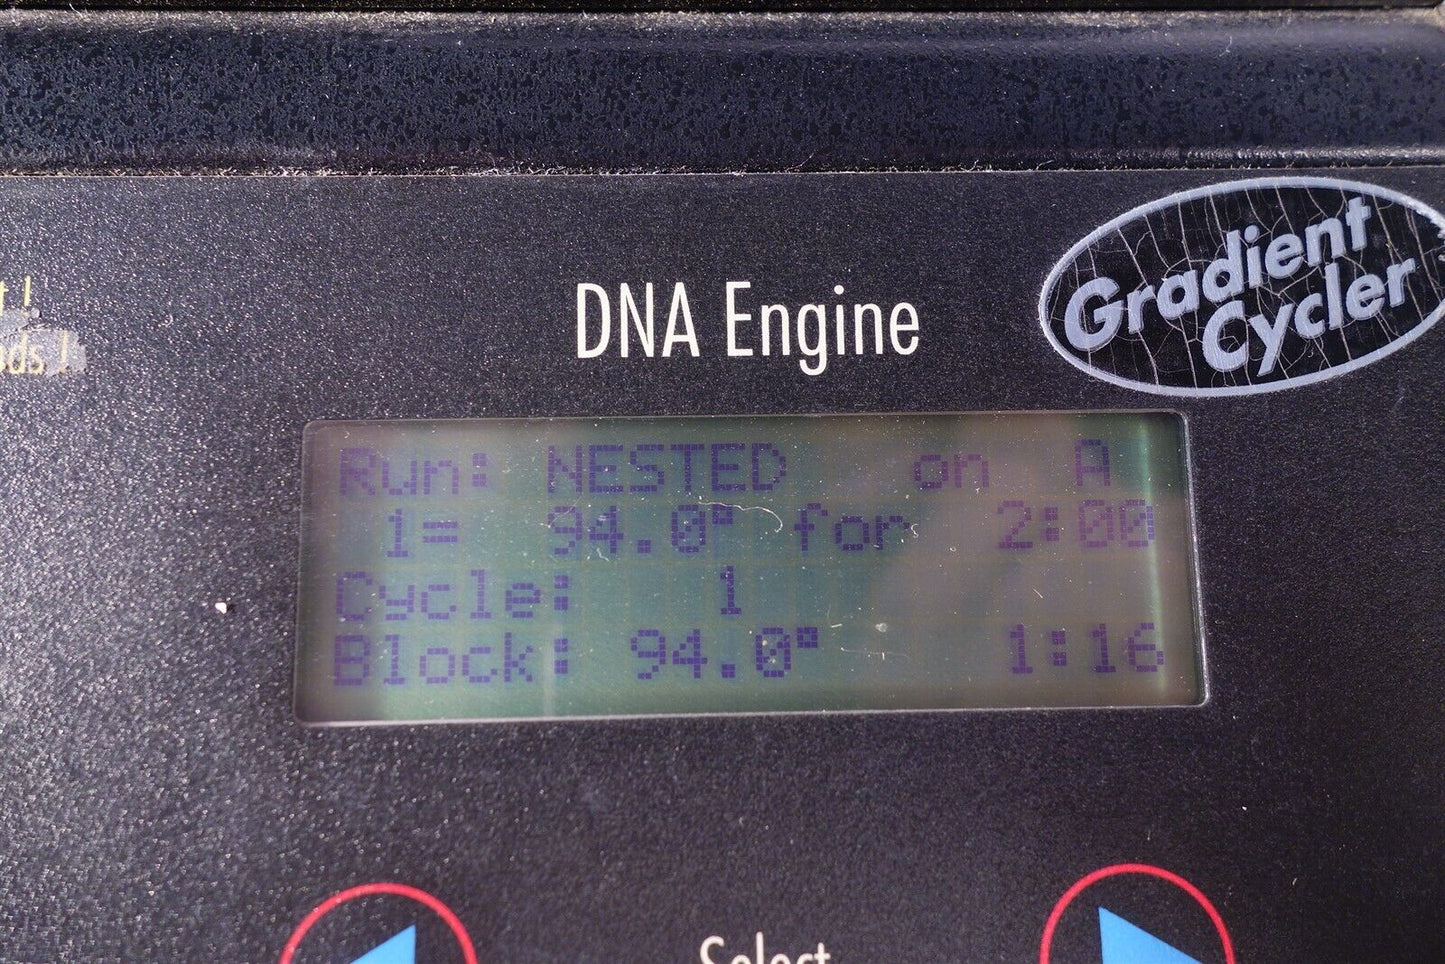 Gradient
Cycler
DNA Engine
Run: NESTED on A
1= 94.0° for 2:00
Cycle: 1
Block: 94.0° 1:16
Select